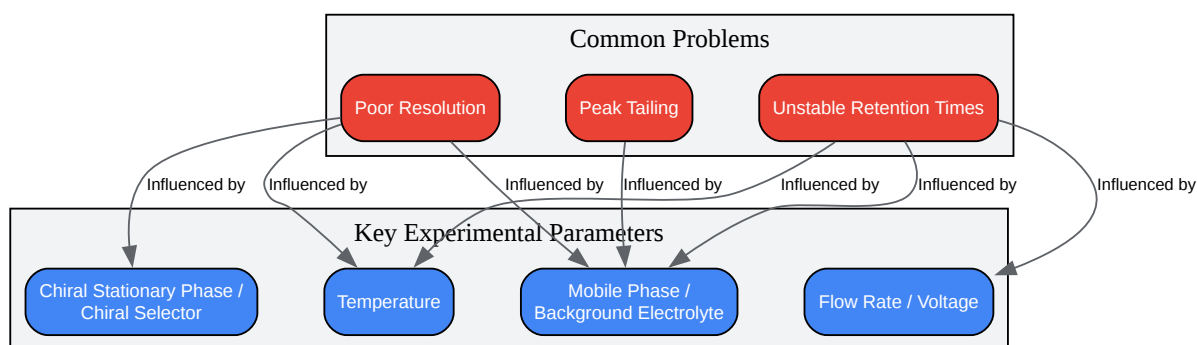 Common Problems
Poor Resolution
Peak Tailing
Unstable Retention Times
Influenced by
Influenced by
Influenced by
Influenced by
Influenced by
Influenced by
Influenced by
Key Experimental Parameters
Chiral Stationary Phase /
Chiral Selector
Temperature
Mobile Phase /
Background Electrolyte
Flow Rate / Voltage